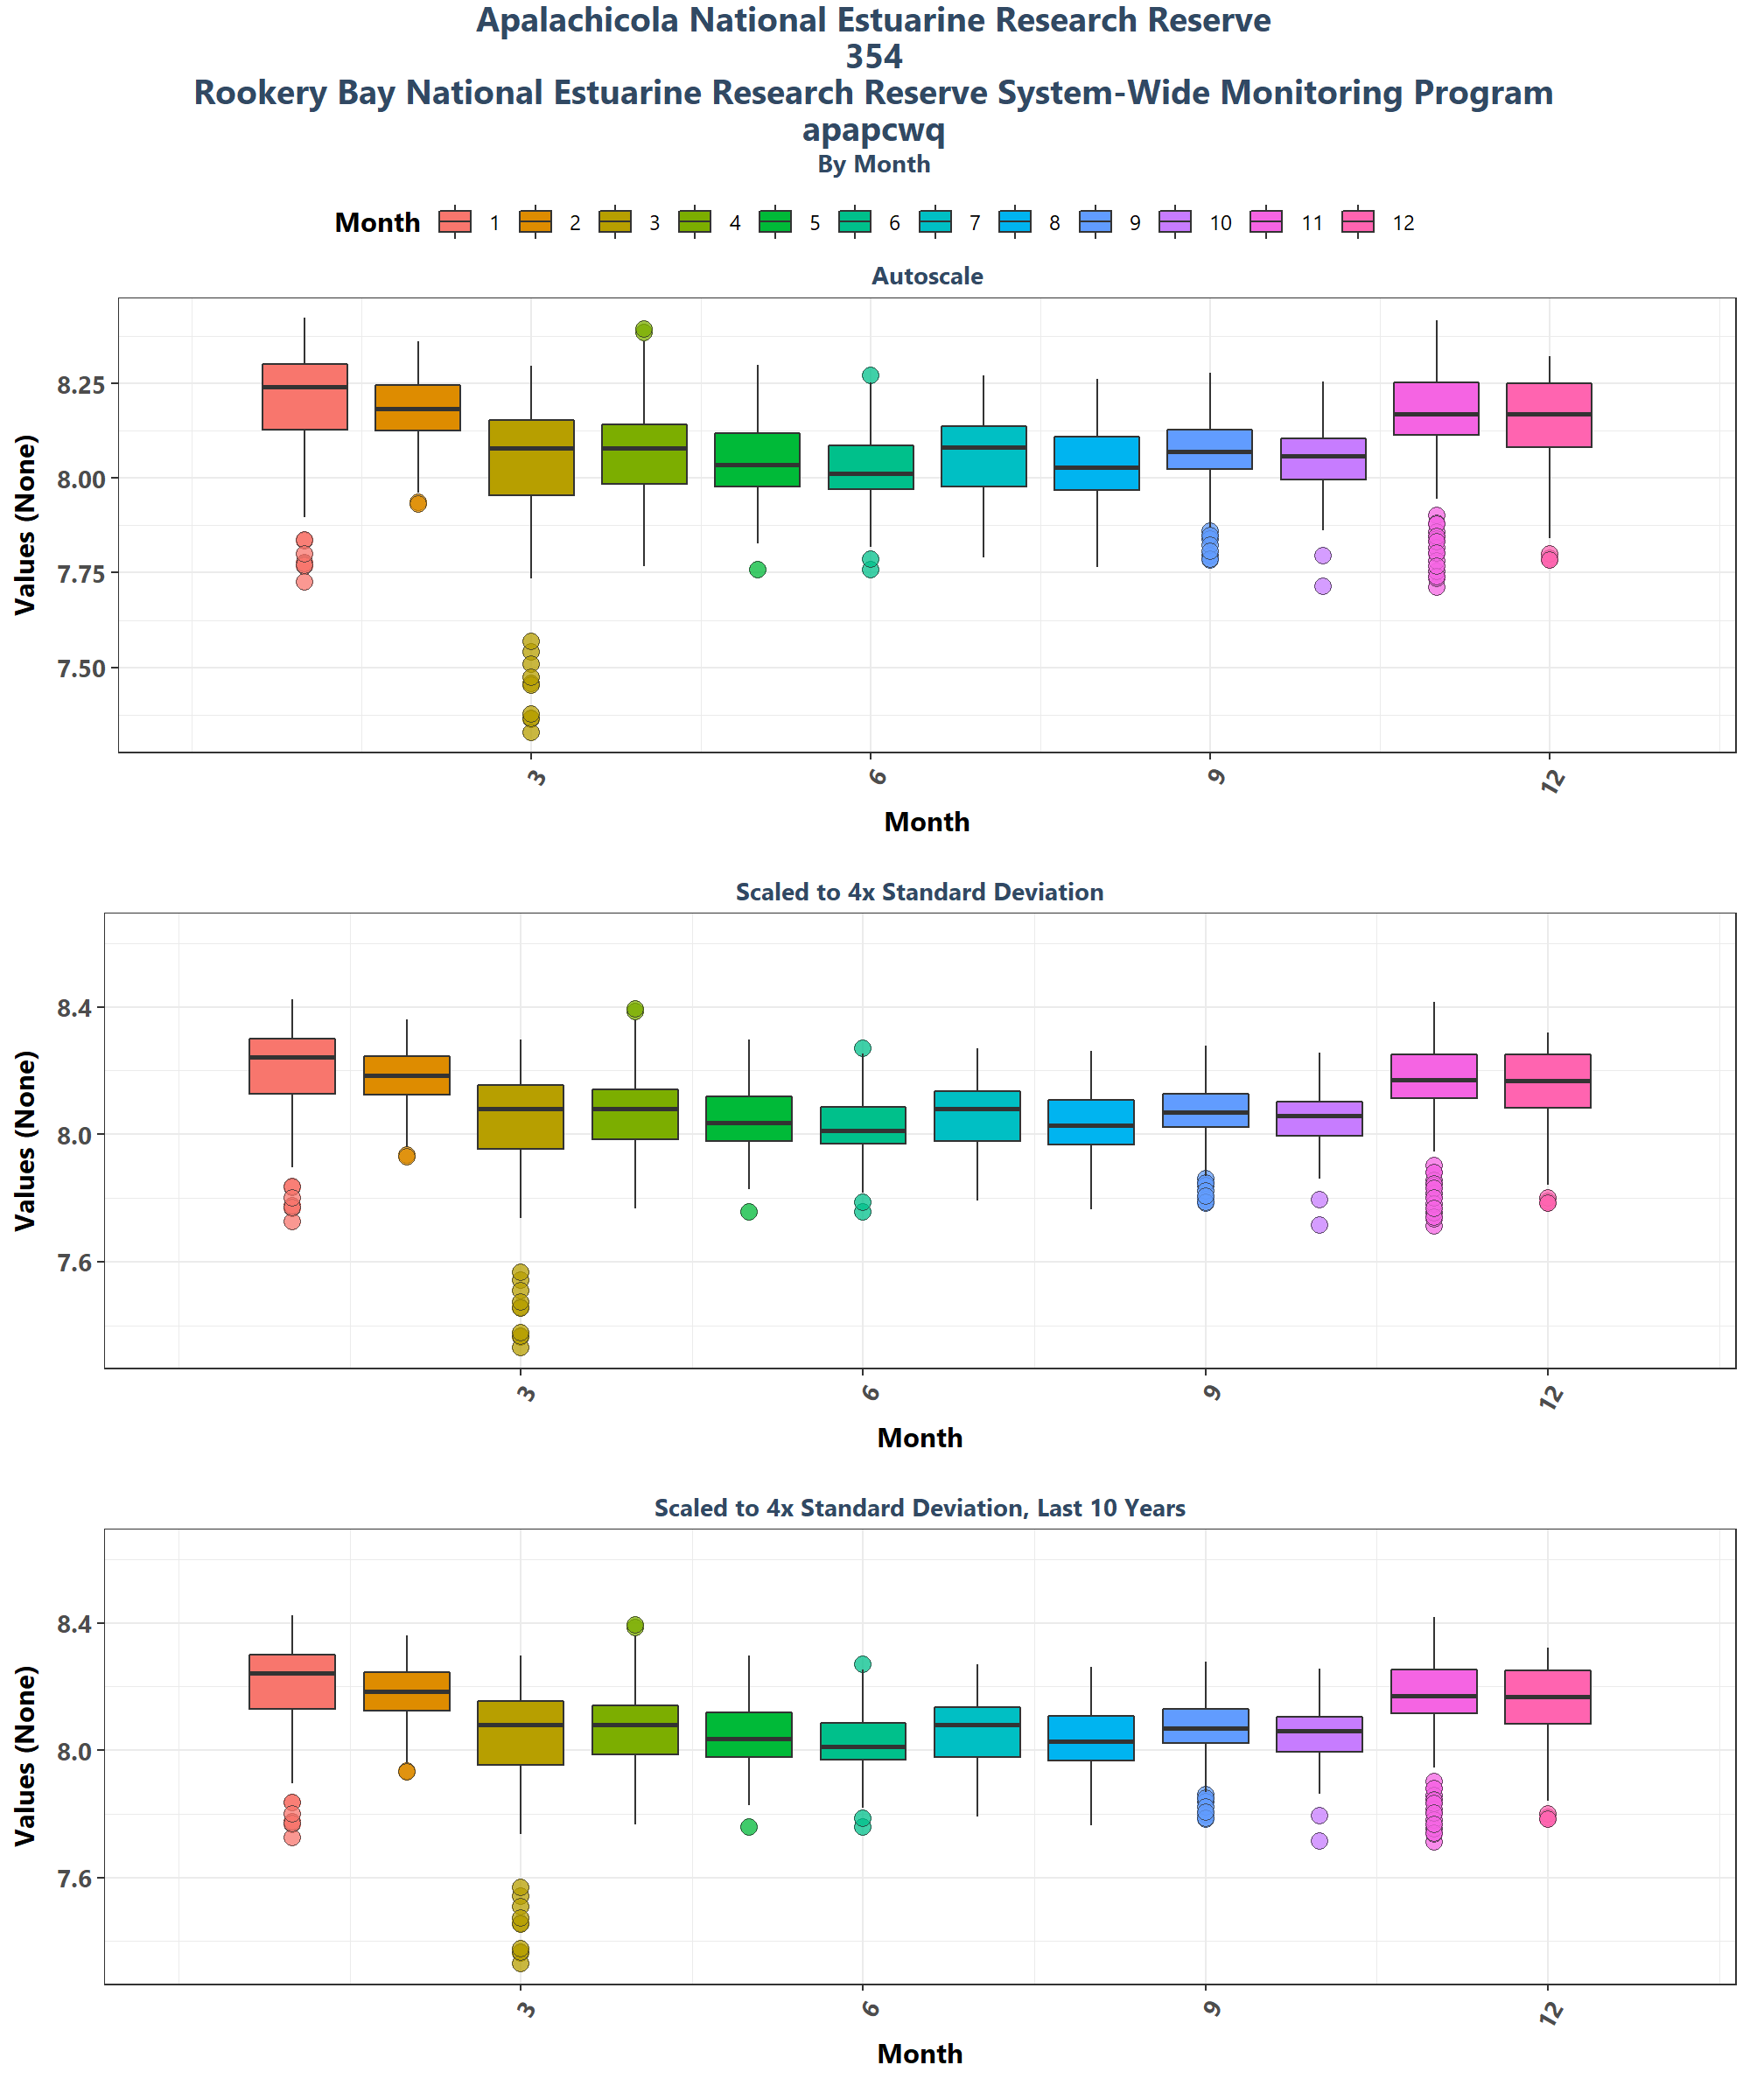 Apalachicola National Estuarine Research Reserve
354
Rookery Bay National Estuarine Research Reserve System-Wide Monitoring Program
apapcwq
By Month
Month 1 2 3 4 5 6 7 8 9 10 11 12
Autoscale
Values (None)
8.25
8.00
7.75
7.50
3 6 9 12
Month
Scaled to 4x Standard Deviation
Values (None)
8.4
8.0
7.6
3 6 9 12
Month
Scaled to 4x Standard Deviation, Last 10 Years
Values (None)
8.4
8.0
7.6
3 6 9 12
Month